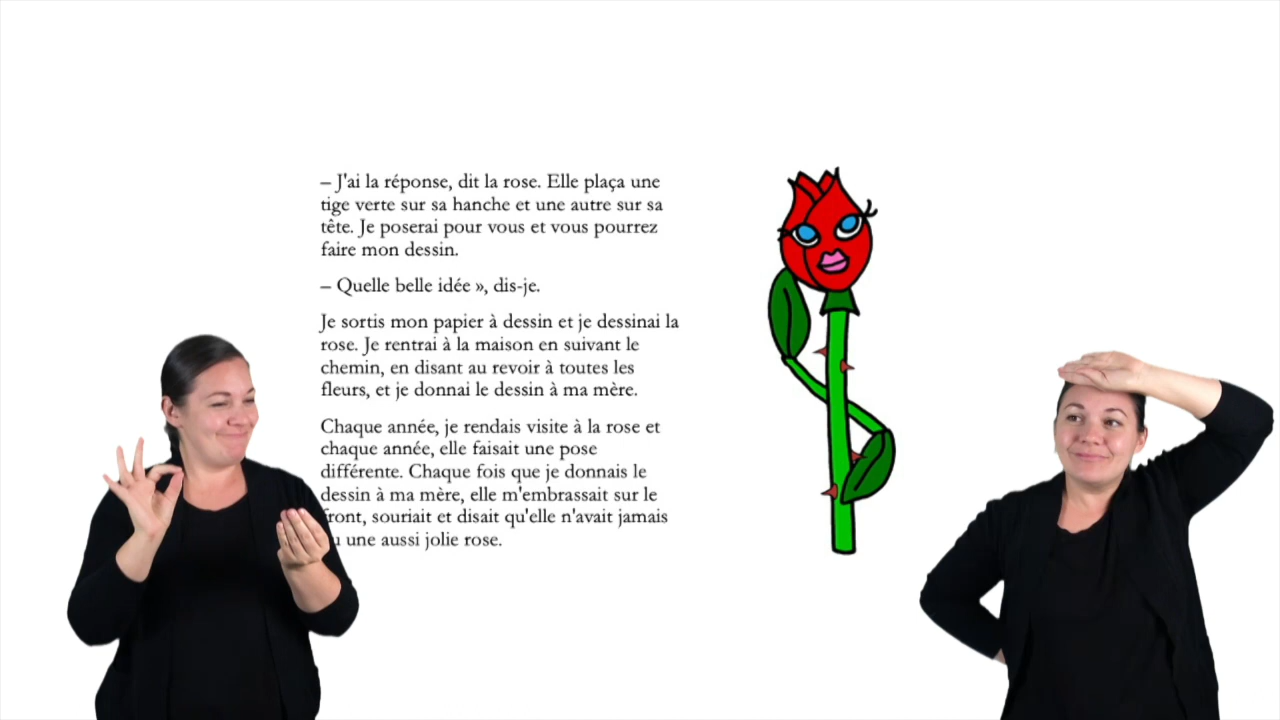 – J'ai la réponse, dit la rose. Elle plaça une
tige verte sur sa hanche et une autre sur sa
tête. Je poserai pour vous et vous pourrez
faire mon dessin.
– Quelle belle idée », dis-je.
Je sortis mon papier à dessin et je dessinai la
rose. Je rentrai à la maison en suivant le
chemin, en disant au revoir à toutes les
fleurs, et je donnai le dessin à ma mère.
Chaque année, je rendais visite à la rose et
chaque année, elle faisait une pose
différente. Chaque fois que je donnais le
dessin à ma mère, elle m'embrassait sur le
front, souriait et disait qu'elle n'avait jamais
une aussi jolie rose.